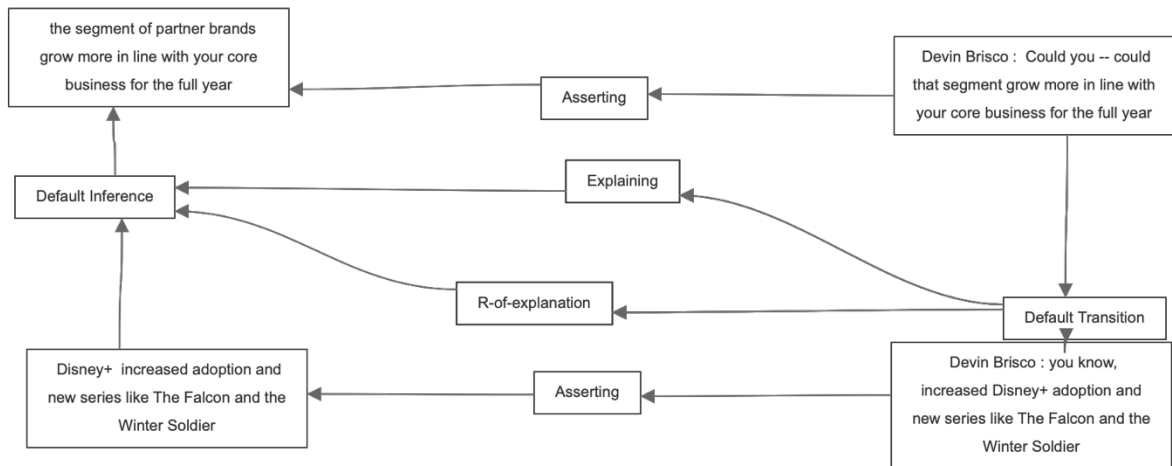 the segment of partner brands
grow more in line with your core
business for the full year
Devin Brisco : Could you -- could
that segment grow more in line with
your core business for the full year
Asserting
Default Inference
Explaining
R-of-explanation
Default Transition
Disney+ increased adoption and
new series like The Falcon and the
Winter Soldier
Asserting
Devin Brisco : you know,
increased Disney+ adoption and
new series like The Falcon and the
Winter Soldier